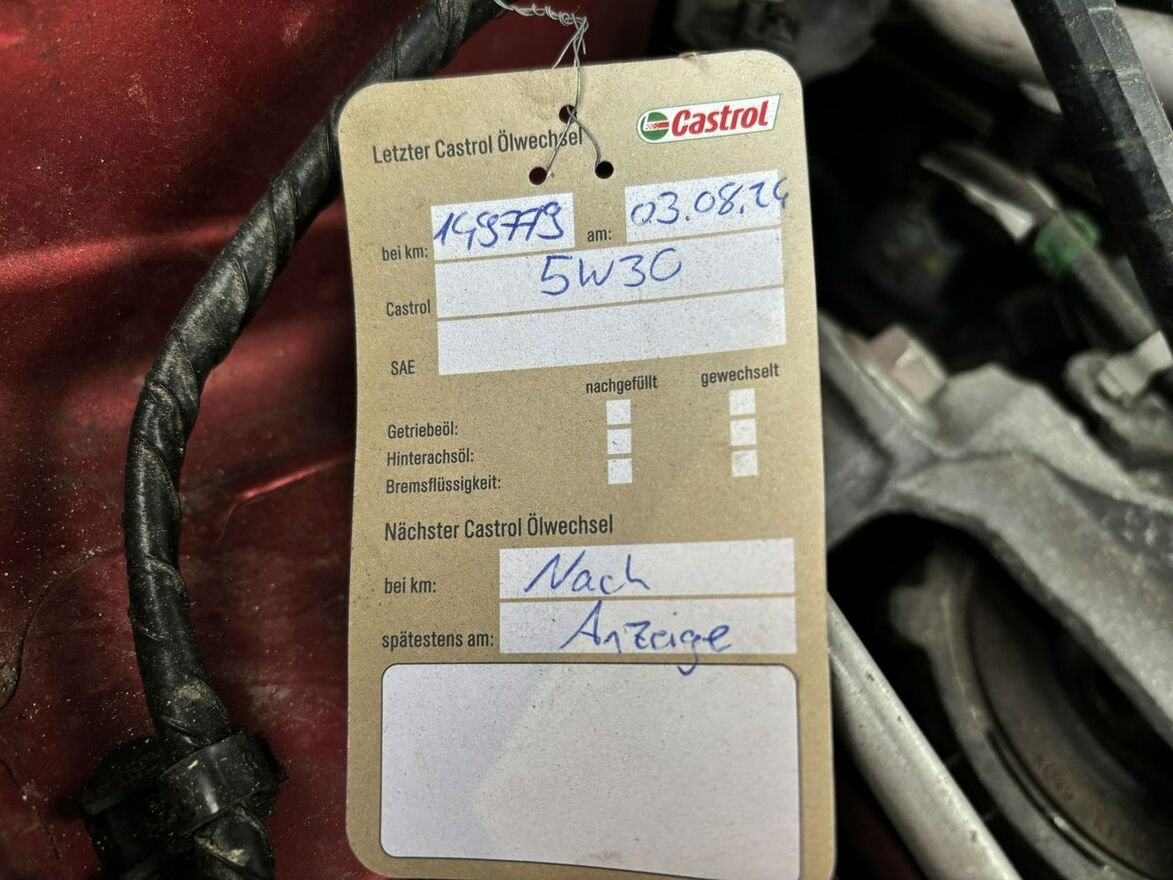 Castrol
Letzter Castrol Ölwechsel
bei km: 149779 am: 03.08.24
Castrol 5W30
SAE
nachgefüllt gewechselt
Getriebeöl:
Hinterachsöl:
Bremsflüssigkeit:
Nächster Castrol Ölwechsel
bei km: Nach
spätestens am: Anzeige